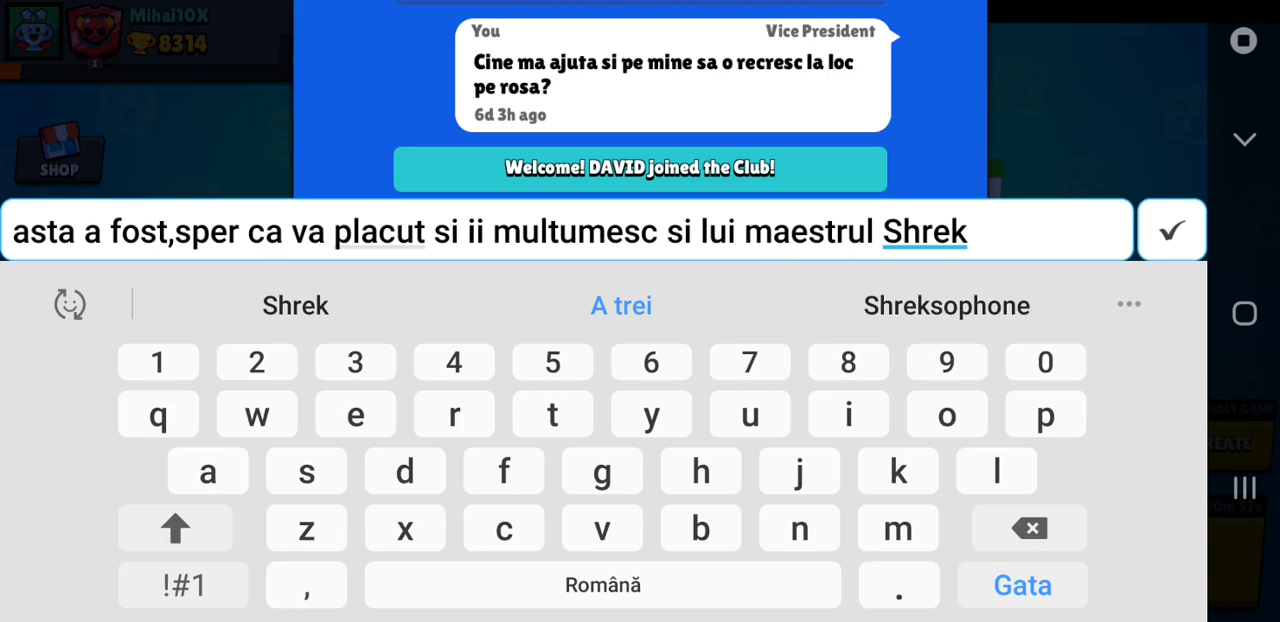 Mihai10X
8314
You
Vice President
Cine ma ajuta si pe mine sa o recresc la loc
pe rosa?
6d 3h ago
SHOP
Welcome! DAVID joined the Club!
asta a fost,sper ca va placut si ii multumesc si lui maestrul Shrek
Shrek
A trei
Shreksophone
1 2 3 4 5 6 7 8 9 0
q w e r t y u i o p
a s d f g h j k l
z x c v b n m
!#1 , Română . Gata